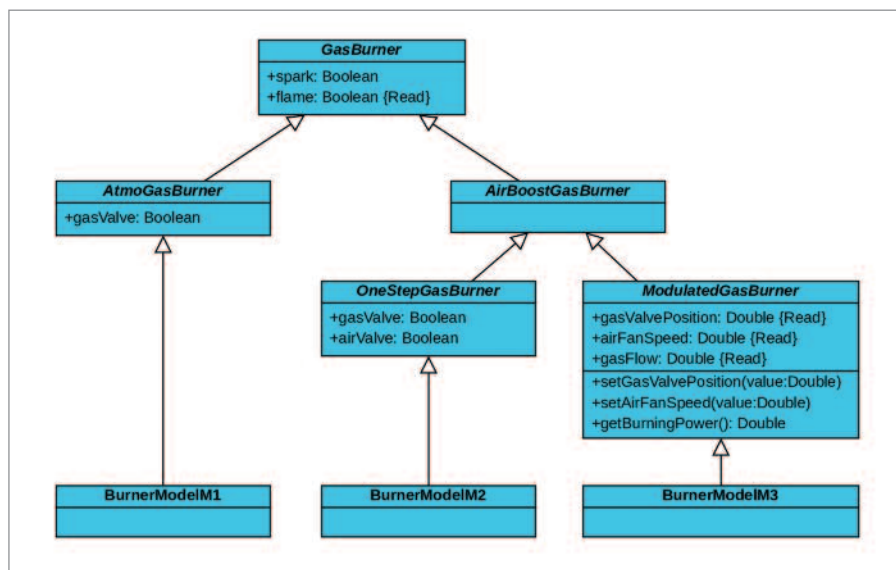 GasBurner
+spark: Boolean
+flame: Boolean {Read}
AtmoGasBurner
+gasValve: Boolean
AirBoostGasBurner
OneStepGasBurner
+gasValve: Boolean
+airValve: Boolean
ModulatedGasBurner
+gasValvePosition: Double {Read}
+airFanSpeed: Double {Read}
+gasFlow: Double {Read}
+setGasValvePosition(value:Double)
+setAirFanSpeed(value:Double)
+getBurningPower(): Double
BurnerModelM1
BurnerModelM2
BurnerModelM3